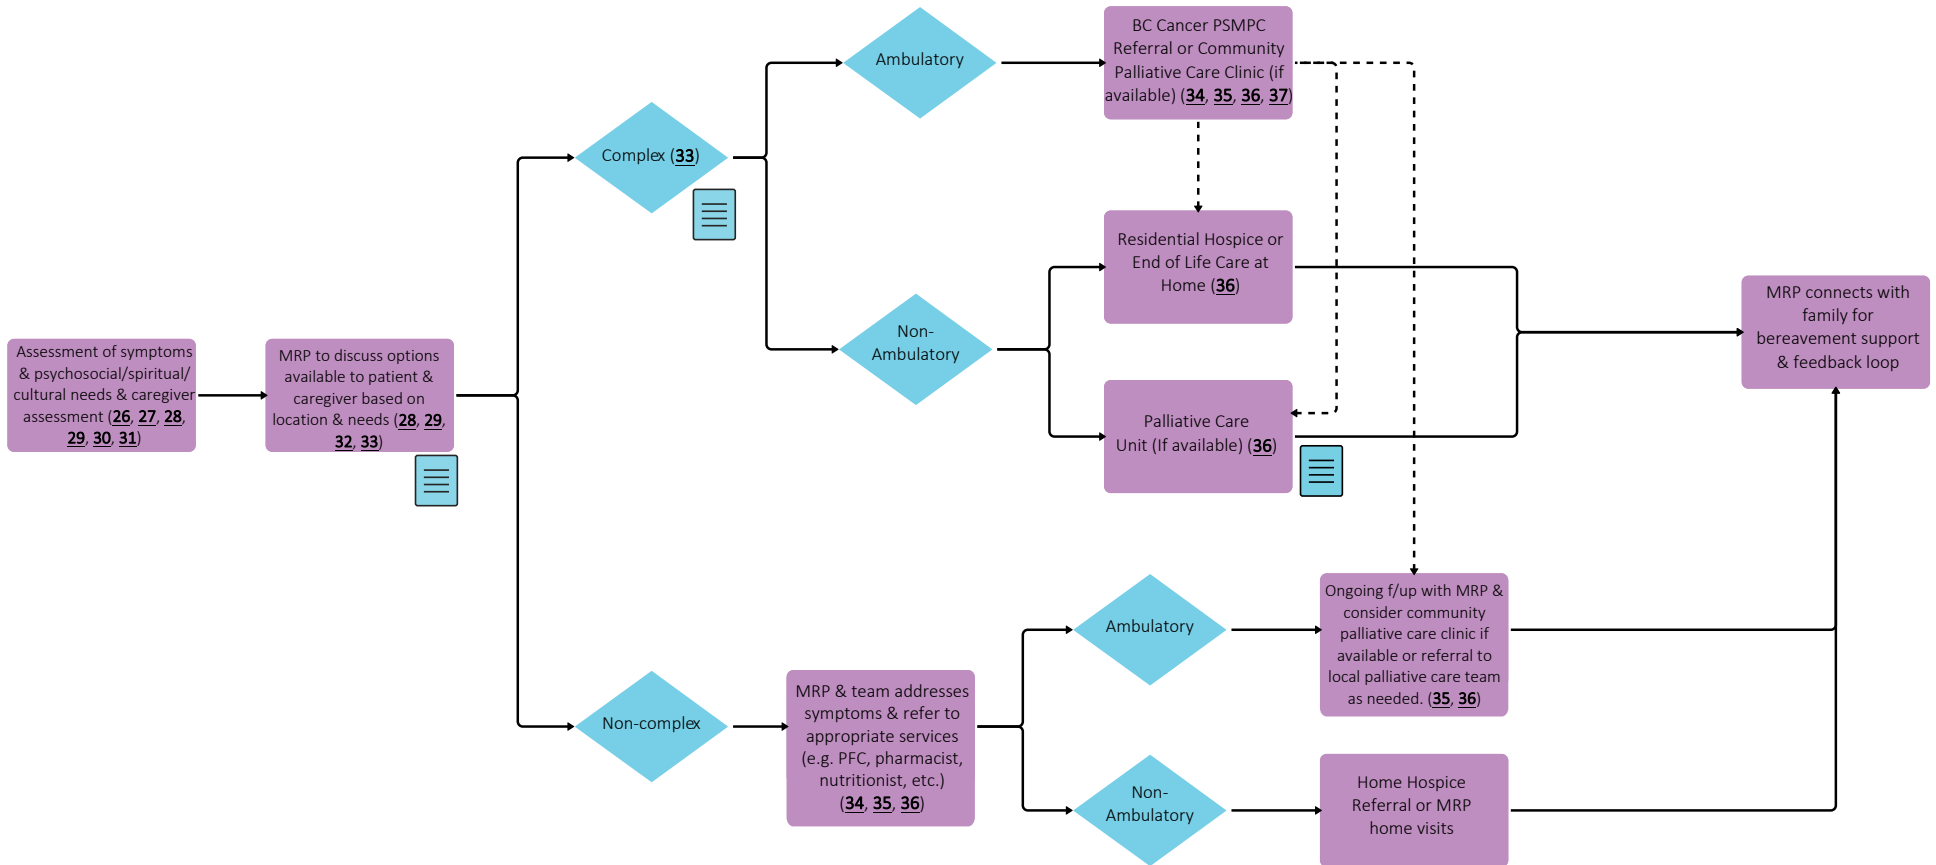 Assessment of symptoms
& psychosocial/spiritual/
cultural needs & caregiver
assessment (26, 27, 28,
29, 30, 31)
MRP to discuss options
available to patient &
caregiver based on
location & needs (28, 29,
32, 33)
Complex (33)
Ambulatory
BC Cancer PSMPC
Referral or Community
Palliative Care Clinic (if
available) (34, 35, 36, 37)
Non-
Ambulatory
Residential Hospice or
End of Life Care at
Home (36)
Palliative Care
Unit (If available) (36)
MRP connects with
family for
bereavement support
& feedback loop
Non-complex
MRP & team addresses
symptoms & refer to
appropriate services
(e.g. PFC, pharmacist,
nutritionist, etc.)
(34, 35, 36)
Ambulatory
Ongoing f/up with MRP &
consider community
palliative care clinic if
available or referral to
local palliative care team
as needed. (35, 36)
Non-
Ambulatory
Home Hospice
Referral or MRP
home visits